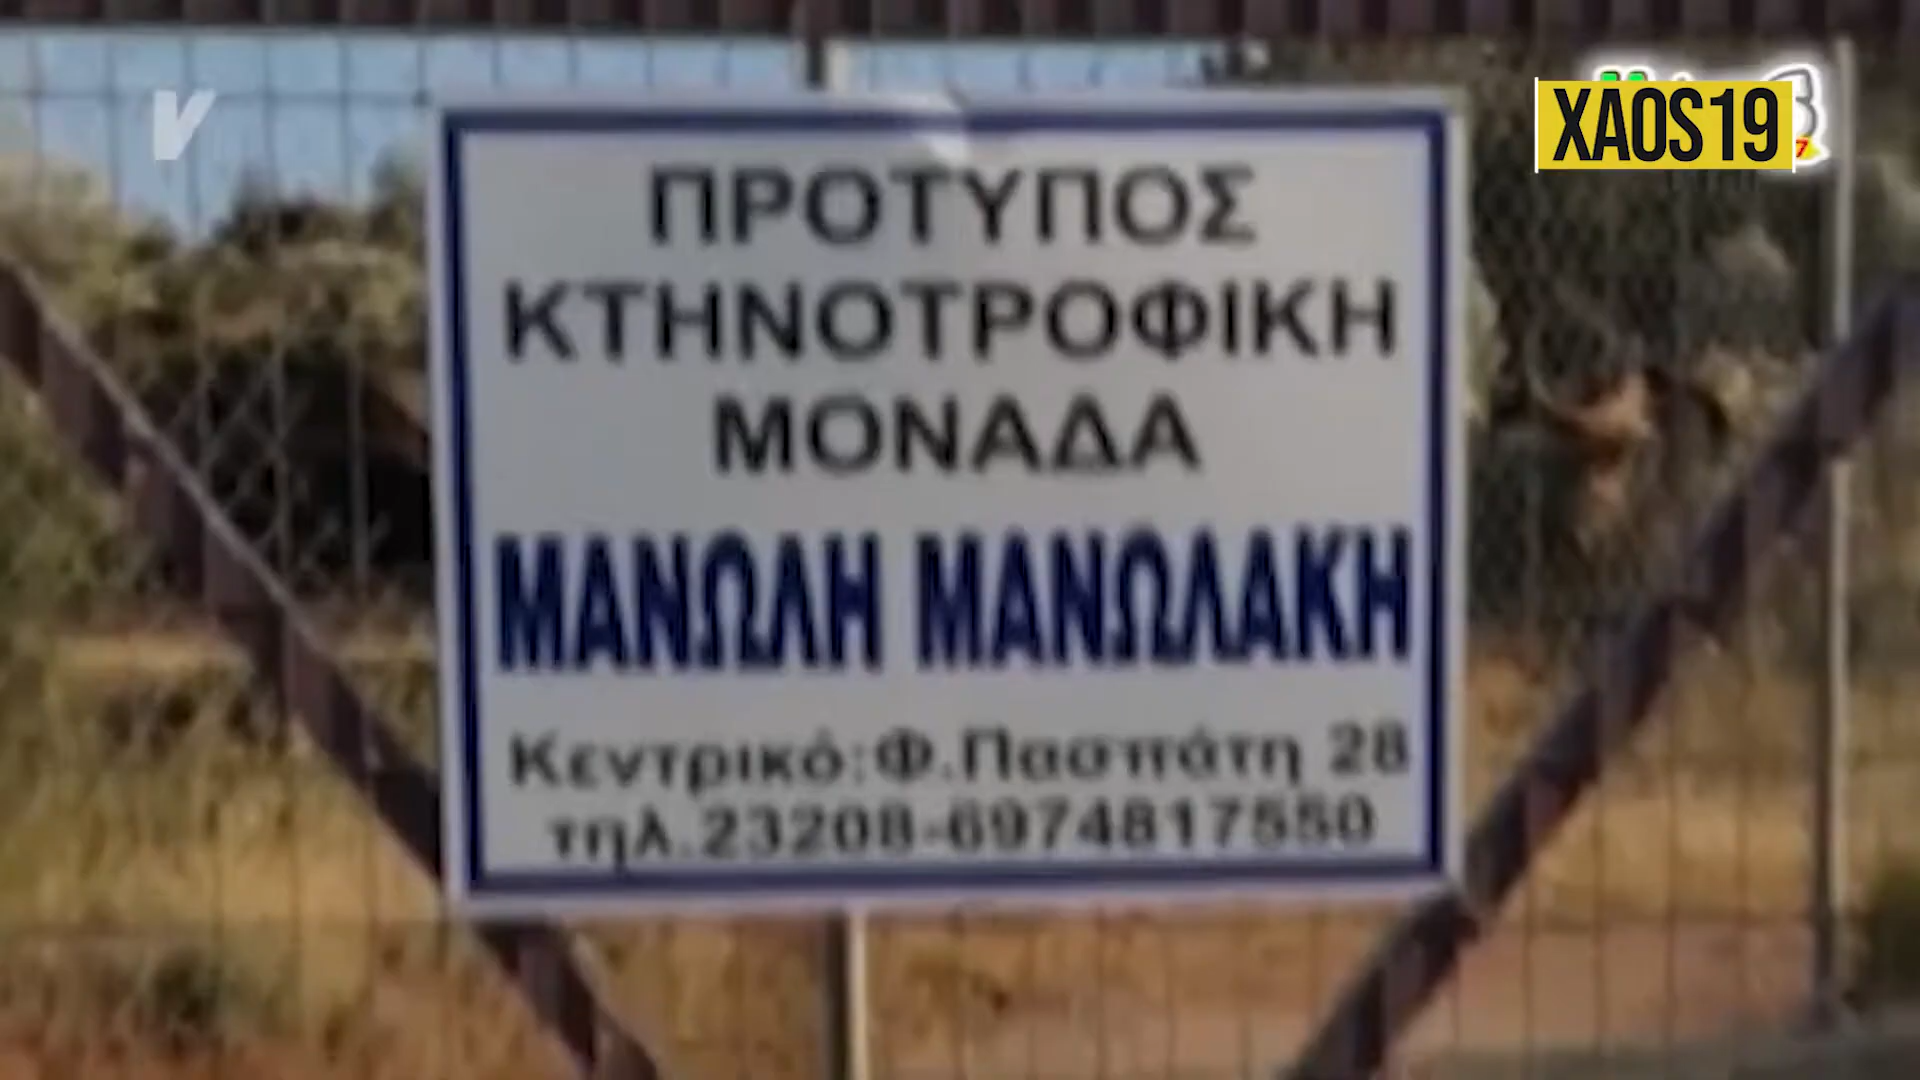 XAOS19
ΠΡΟΤΥΠΟΣ
ΚΤΗΝΟΤΡΟΦΙΚΗ
ΜΟΝΑΔΑ
ΜΑΝΩΛΗ ΜΑΝΩΛΑΚΗ
Κεντρικό:Φ.Πασπάτη 28
τηλ.23208-6974817550